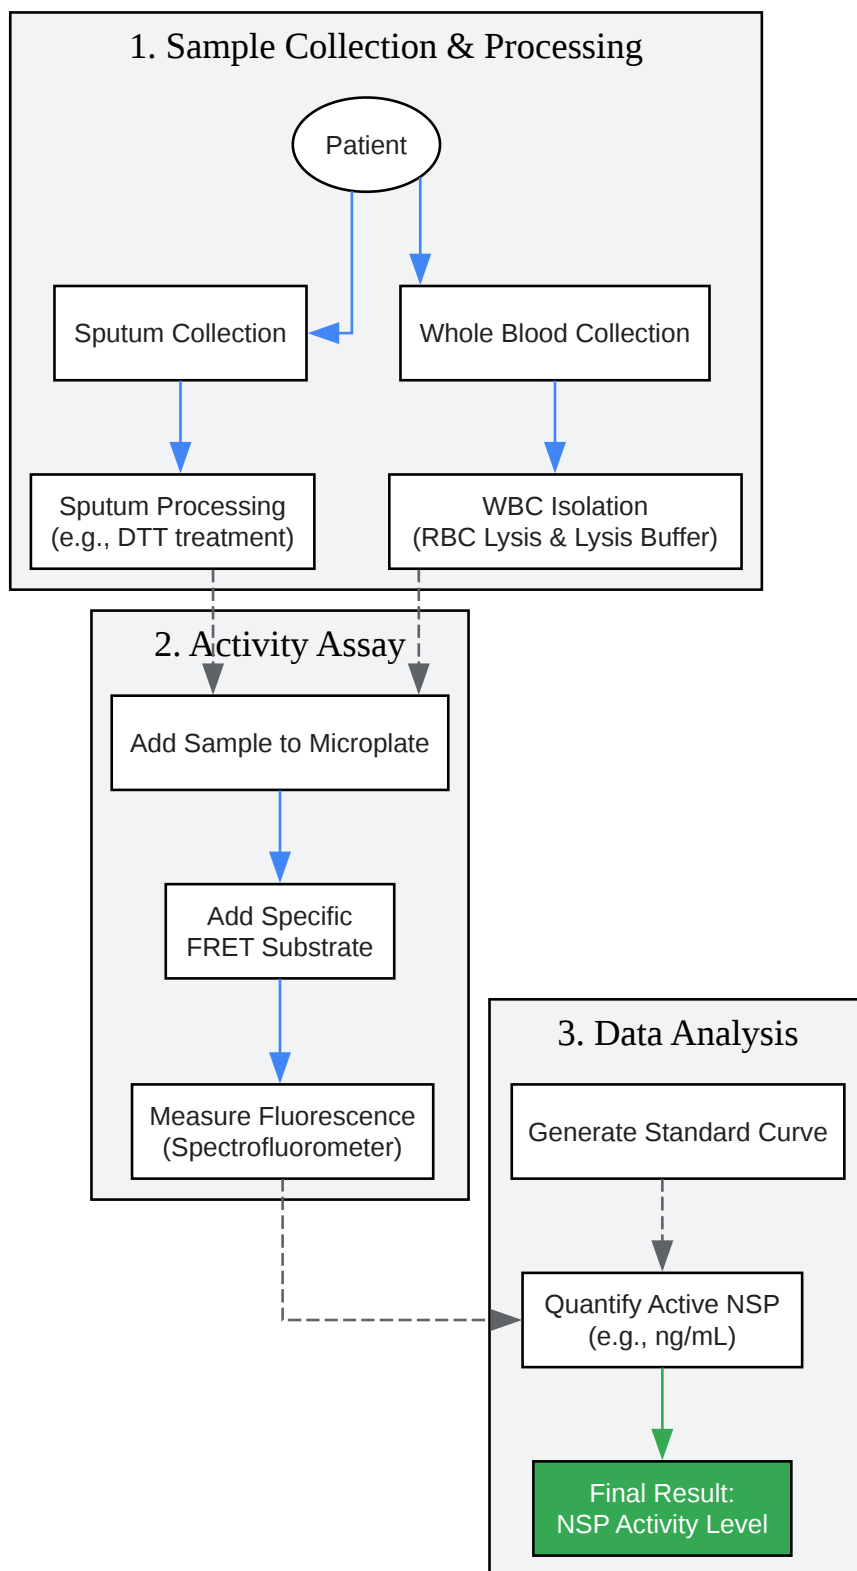 1. Sample Collection & Processing
Patient
Sputum Collection
Whole Blood Collection
Sputum Processing
(e.g., DTT treatment)
WBC Isolation
(RBC Lysis & Lysis Buffer)
2. Activity Assay
Add Sample to Microplate
Add Specific
FRET Substrate
Measure Fluorescence
(Spectrofluorometer)
3. Data Analysis
Generate Standard Curve
Quantify Active NSP
(e.g., ng/mL)
Final Result:
NSP Activity Level